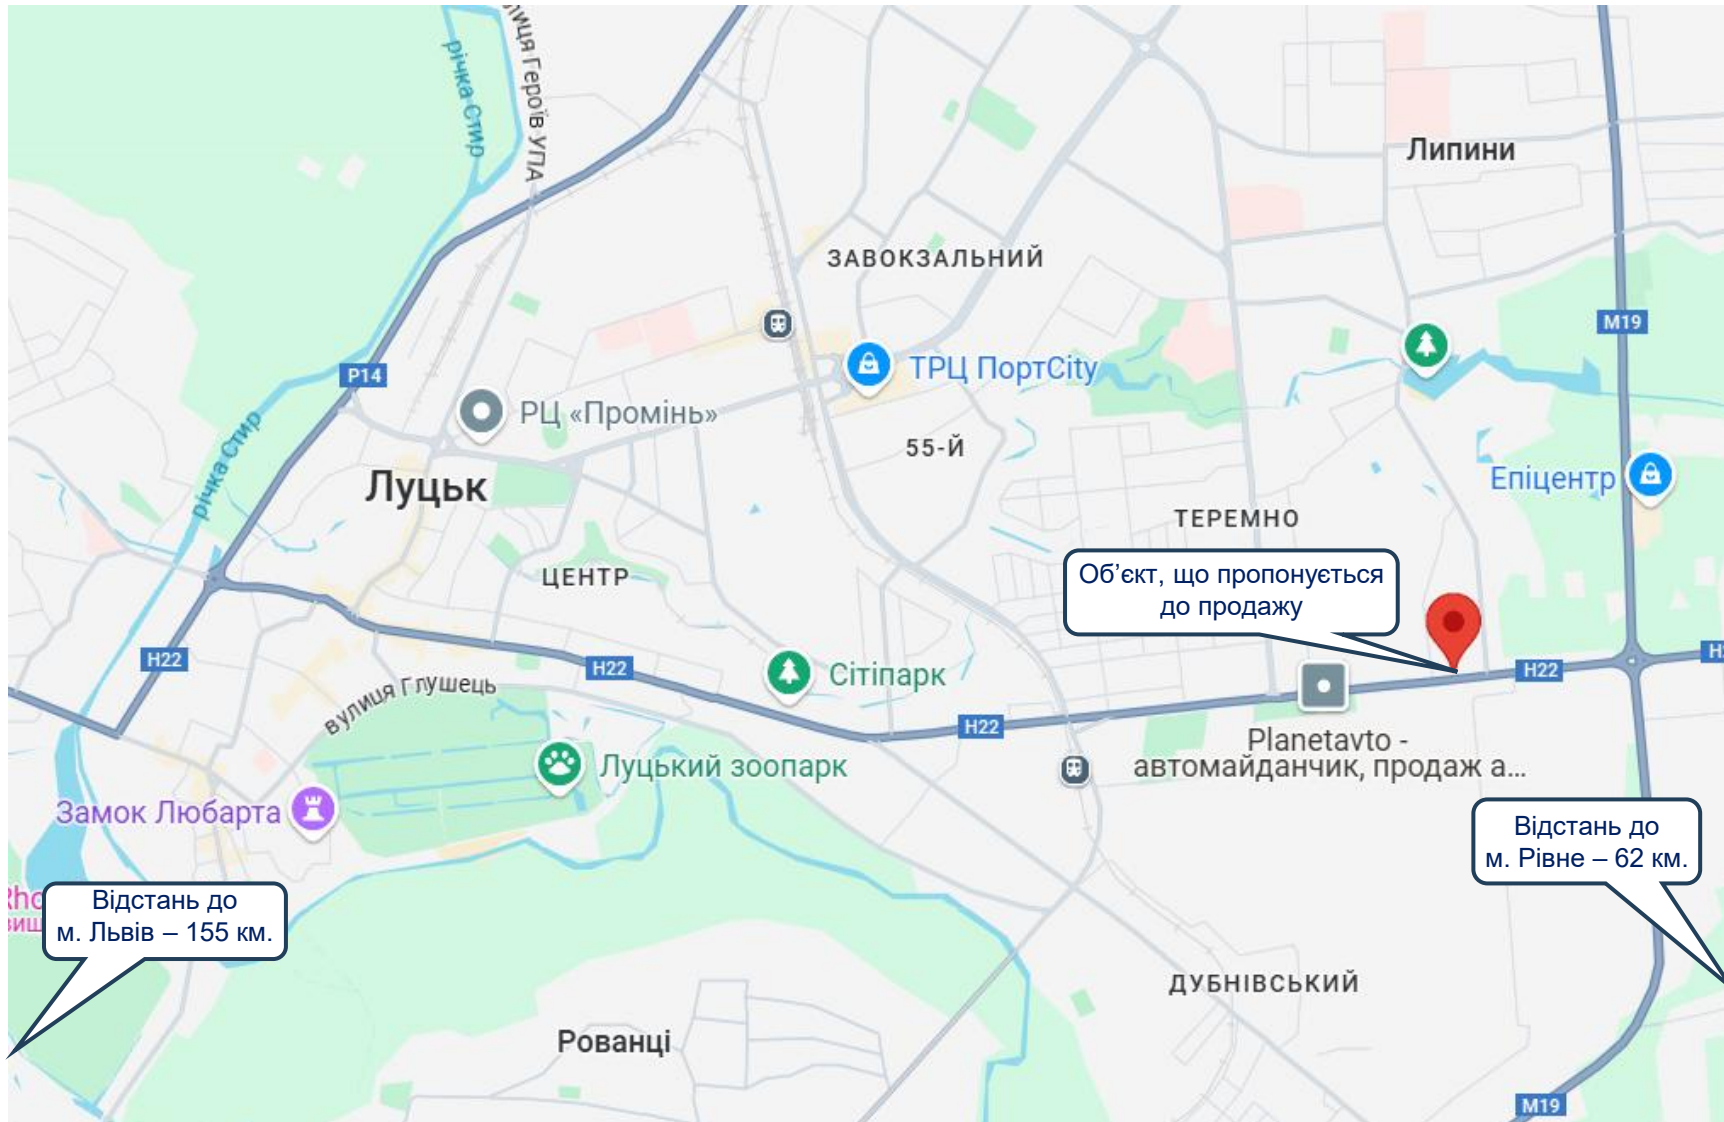 вулиця Героїв УПА
річка Стир
Липини
ЗАВОКЗАЛЬНИЙ
M19
P14
ТРЦ ПортCity
РЦ «Промінь»
річка Стир
55-Й
Луцьк
Епіцентр
ТЕРЕМНО
ЦЕНТР
Об’єкт, що пропонується
до продажу
H22
H22
H22
Сітіпарк
вулиця Глушець
H22
Planetavto -
автомайданчик, продаж а...
Луцький зоопарк
Замок Любарта
Відстань до
м. Рівне – 62 км.
Відстань до
м. Львів – 155 км.
ДУБНІВСЬКИЙ
Рованці
M19